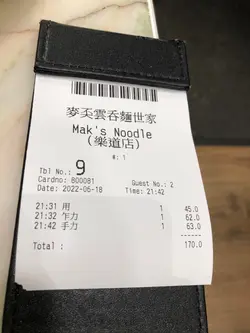 麥奀雲吞麵世家
Mak's Noodle
(樂道店)
#: 1
Tbl No.: 9
Cardno: B00081
Guest No.: 2
Date: 2022-06-18
Time: 21:42
21:31 用 1 45.0
21:32 乍力 1 62.0
21:42 手力 1 63.0
Total : 170.0